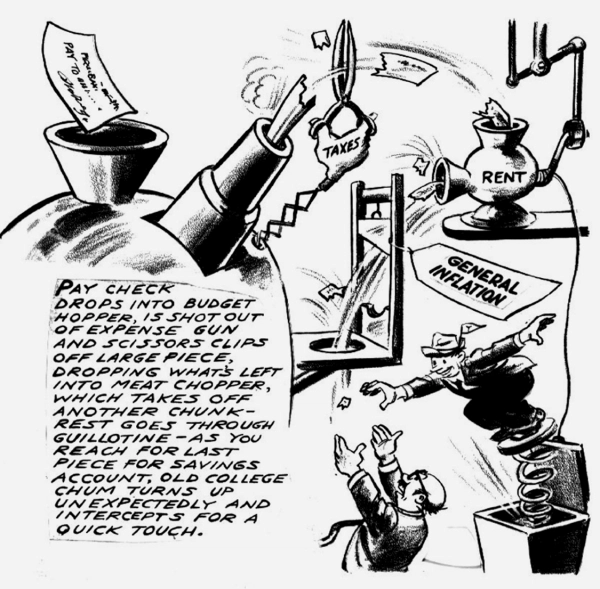 PAY TO
TAXES
RENT
GENERAL
INFLATION
PAY CHECK
DROPS INTO BUDGET
HOPPER, IS SHOT OUT
OF EXPENSE GUN
AND SCISSORS CLIPS
OFF LARGE PIECE,
DROPPING WHAT'S LEFT
INTO MEAT CHOPPER,
WHICH TAKES OFF
ANOTHER CHUNK—
REST GOES THROUGH
GUILLOTINE—AS YOU
REACH FOR LAST
PIECE FOR SAVINGS
ACCOUNT, OLD COLLEGE
CHUM TURNS UP
UNEXPECTEDLY AND
INTERCEPTS FOR A
QUICK TOUCH.